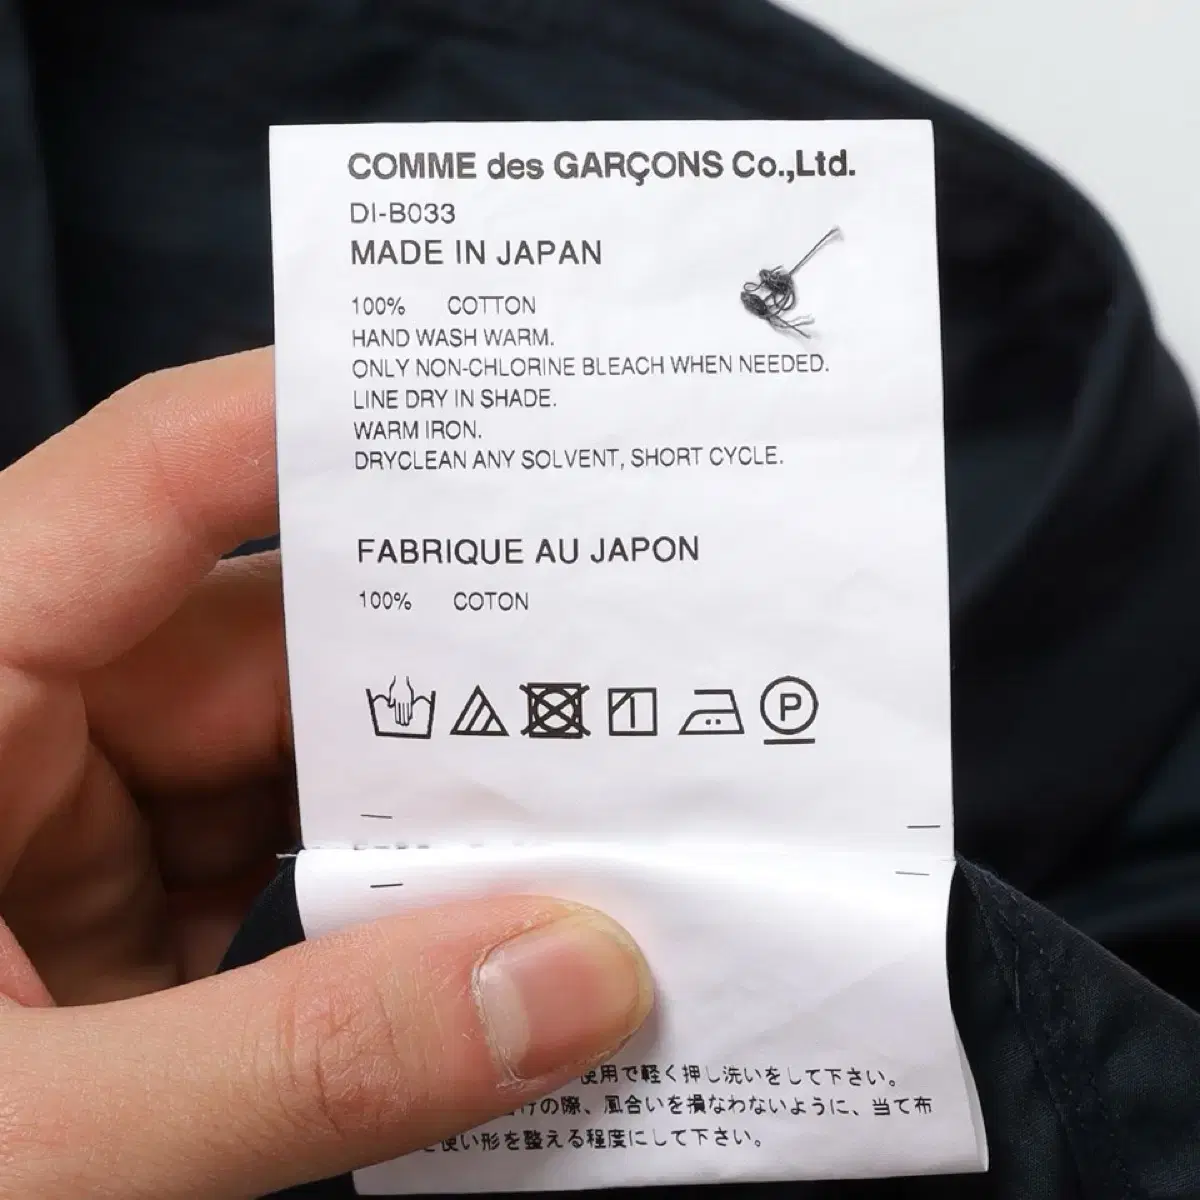 COMME des GARÇONS Co.,Ltd.
DI-B033
MADE IN JAPAN
100% COTTON
HAND WASH WARM.
ONLY NON-CHLORINE BLEACH WHEN NEEDED.
LINE DRY IN SHADE.
WARM IRON.
DRYCLEAN ANY SOLVENT, SHORT CYCLE.
FABRIQUE AU JAPON
100% COTON
P
使用で軽く押し洗いをして下さい。
けの際、風合いを損なわないように、当て布
使い形を整える程度にして下さい。